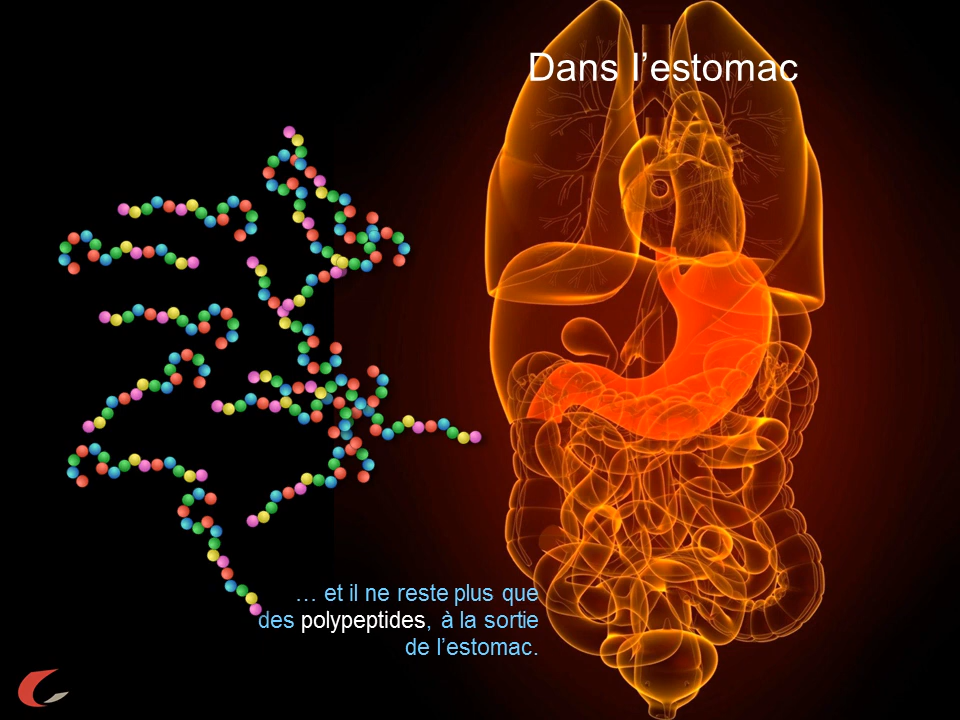 Dans l’estomac
… et il ne reste plus que
des polypeptides, à la sortie
de l’estomac.